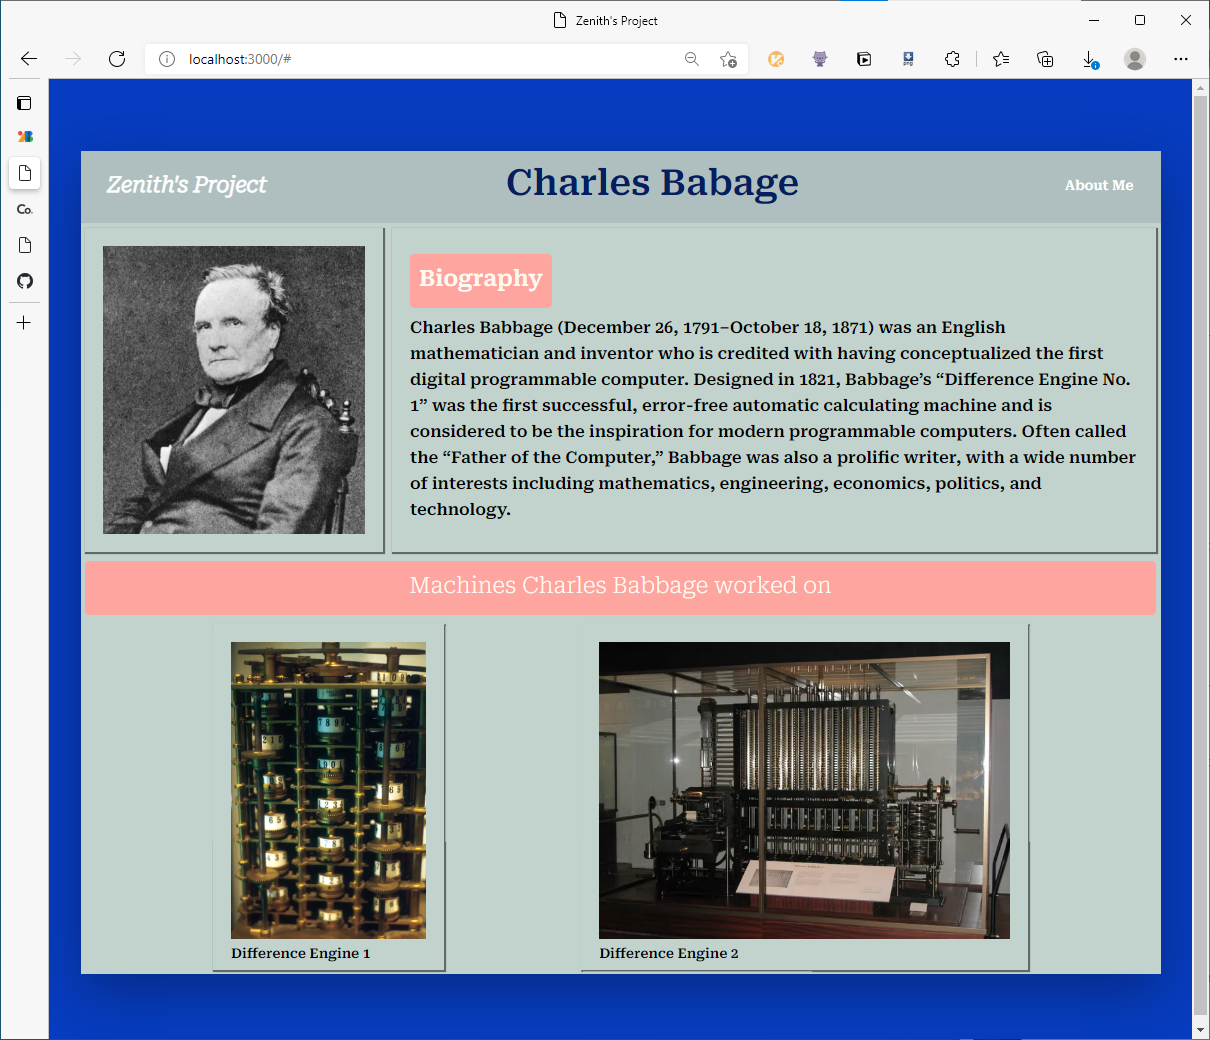 Zenith's Project
localhost:3000/#
Co.
Zenith's Project
Charles Babage
About Me
Biography
Charles Babbage (December 26, 1791–October 18, 1871) was an English
mathematician and inventor who is credited with having conceptualized the first
digital programmable computer. Designed in 1821, Babbage’s “Difference Engine No.
1” was the first successful, error-free automatic calculating machine and is
considered to be the inspiration for modern programmable computers. Often called
the “Father of the Computer,” Babbage was also a prolific writer, with a wide number
of interests including mathematics, engineering, economics, politics, and
technology.
Machines Charles Babbage worked on
Difference Engine 1
Difference Engine 2